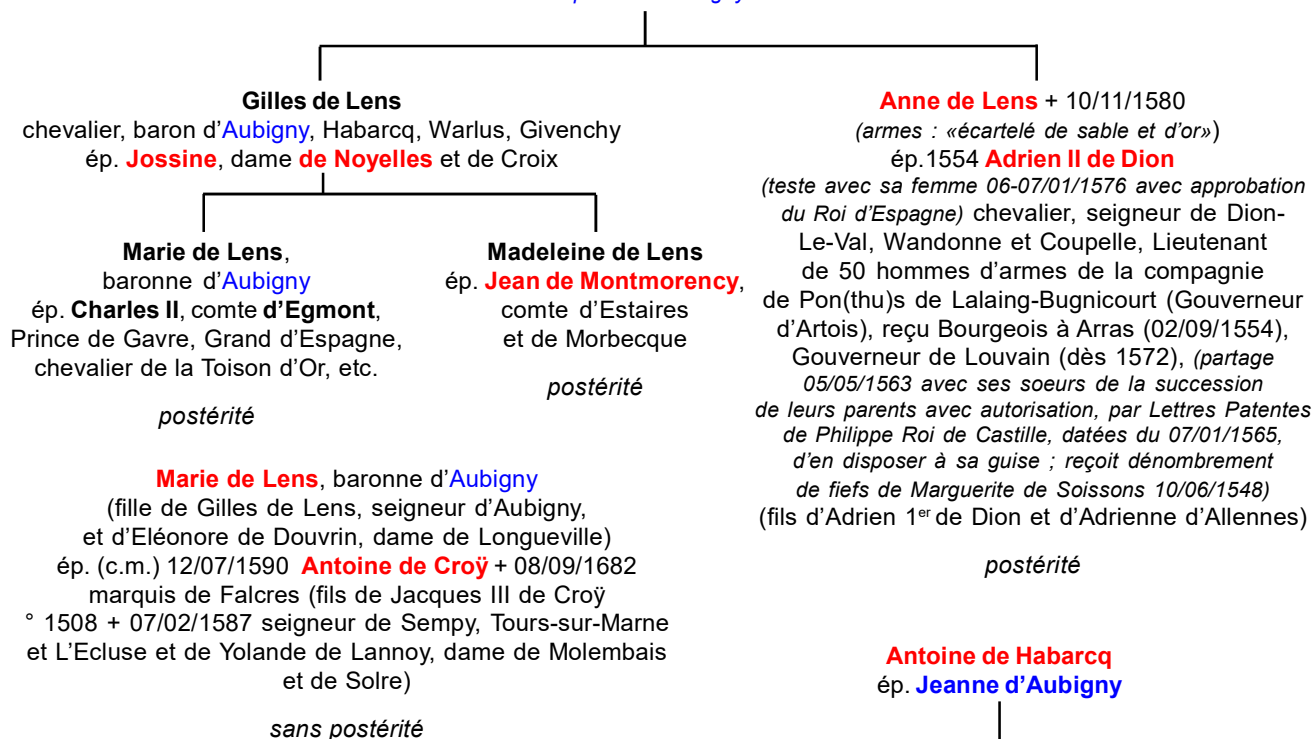 Gilles de Lens
chevalier, baron d'Aubigny, Habarcq, Warlus, Givenchy
ép. Jossine, dame de Noyelles et de Croix
Marie de Lens,
baronne d'Aubigny
ép. Charles II, comte d'Egmont,
Prince de Gavre, Grand d'Espagne,
chevalier de la Toison d'Or, etc.
postérité
Madeleine de Lens
ép. Jean de Montmorency,
comte d'Estaires
et de Morbecque
postérité
Marie de Lens, baronne d'Aubigny
(fille de Gilles de Lens, seigneur d'Aubigny,
et d'Eléonore de Douvrin, dame de Longueville)
ép. (c.m.) 12/07/1590 Antoine de Croÿ + 08/09/1682
marquis de Falcres (fils de Jacques III de Croÿ
° 1508 + 07/02/1587 seigneur de Sempy, Tours-sur-Marne
et L'Ecluse et de Yolande de Lannoy, dame de Molembais
et de Solre)
sans postérité
Anne de Lens + 10/11/1580
(armes : «écartelé de sable et d'or»)
ép.1554 Adrien II de Dion
(teste avec sa femme 06-07/01/1576 avec approbation
du Roi d'Espagne) chevalier, seigneur de Dion-
Le-Val, Wandonne et Coupelle, Lieutenant
de 50 hommes d'armes de la compagnie
de Pon(thu)s de Lalaing-Bugnicourt (Gouverneur
d'Artois), reçu Bourgeois à Arras (02/09/1554),
Gouverneur de Louvain (dès 1572), (partage
05/05/1563 avec ses soeurs de la succession
de leurs parents avec autorisation, par Lettres Patentes
de Philippe Roi de Castille, datées du 07/01/1565,
d'en disposer à sa guise ; reçoit dénombrement
de fiefs de Marguerite de Soissons 10/06/1548)
(fils d'Adrien 1er de Dion et d'Adrienne d'Allennes)
postérité
Antoine de Habarcq
ép. Jeanne d'Aubigny